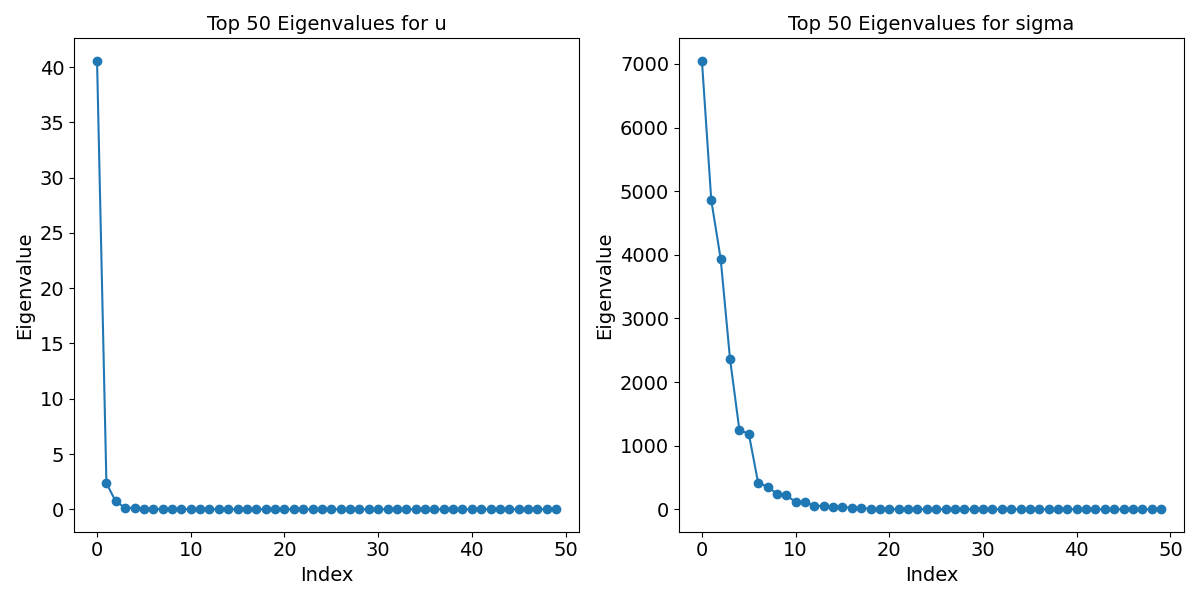 Top 50 Eigenvalues for u
Eigenvalue
40
35
30
25
20
15
10
5
0
0 10 20 30 40 50
Index
Top 50 Eigenvalues for sigma
Eigenvalue
7000
6000
5000
4000
3000
2000
1000
0
0 10 20 30 40 50
Index